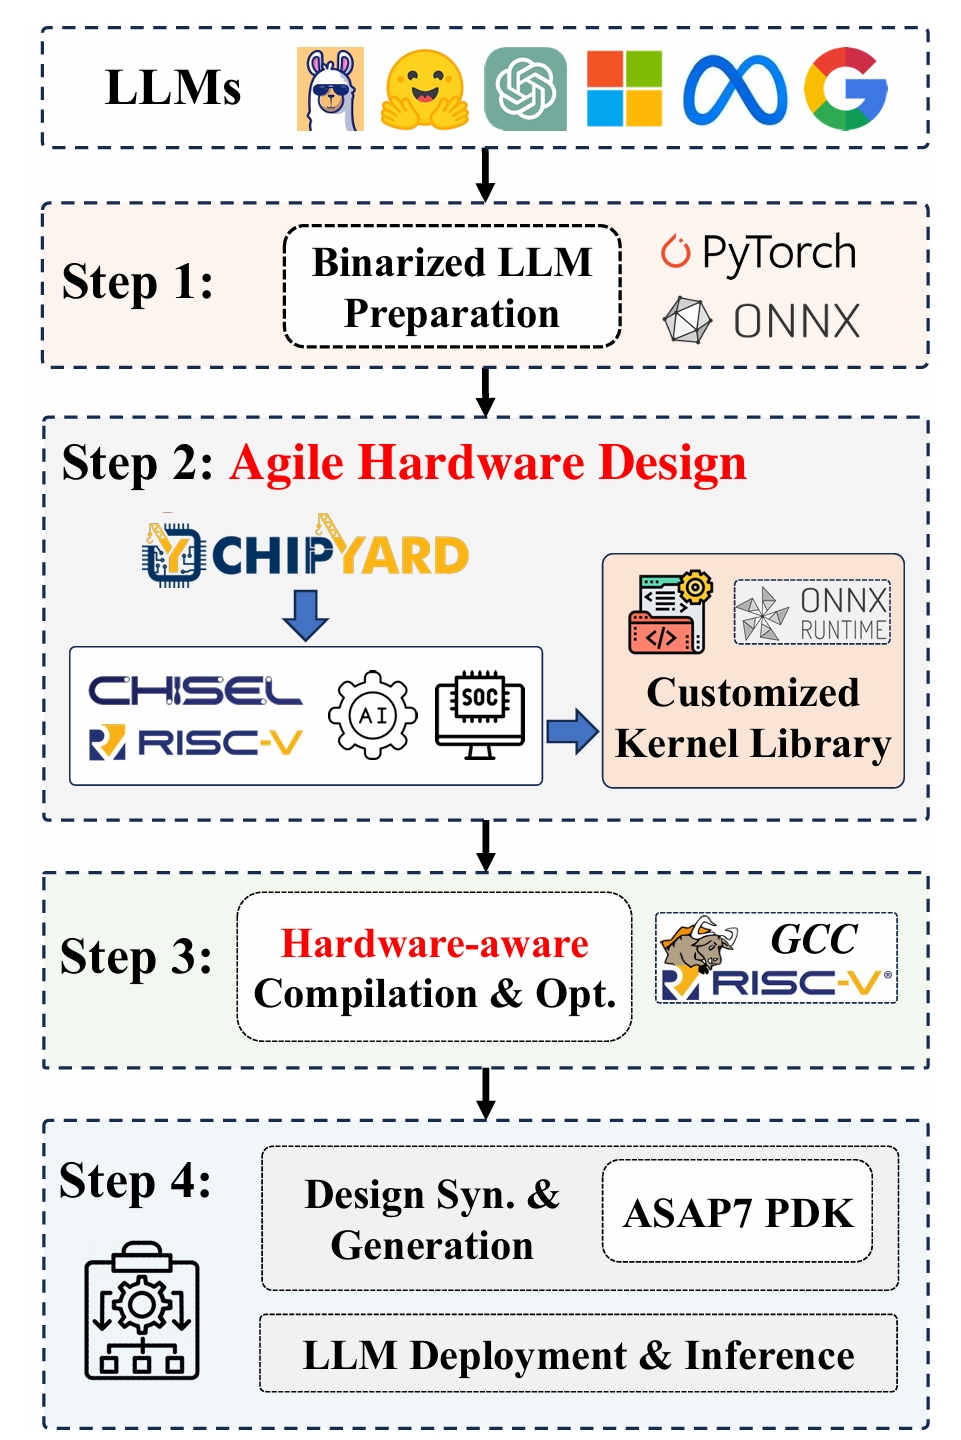 LLMs
Step 1:
Binarized LLM
Preparation
PyTorch
ONNX
Step 2: Agile Hardware Design
CHIPYARD
CHISEL
RISC-V
AI
SOC
ONNX
RUNTIME
Customized
Kernel Library
Step 3:
Hardware-aware
Compilation & Opt.
GCC
RISC-V®
Step 4:
Design Syn. &
Generation
ASAP7 PDK
LLM Deployment & Inference